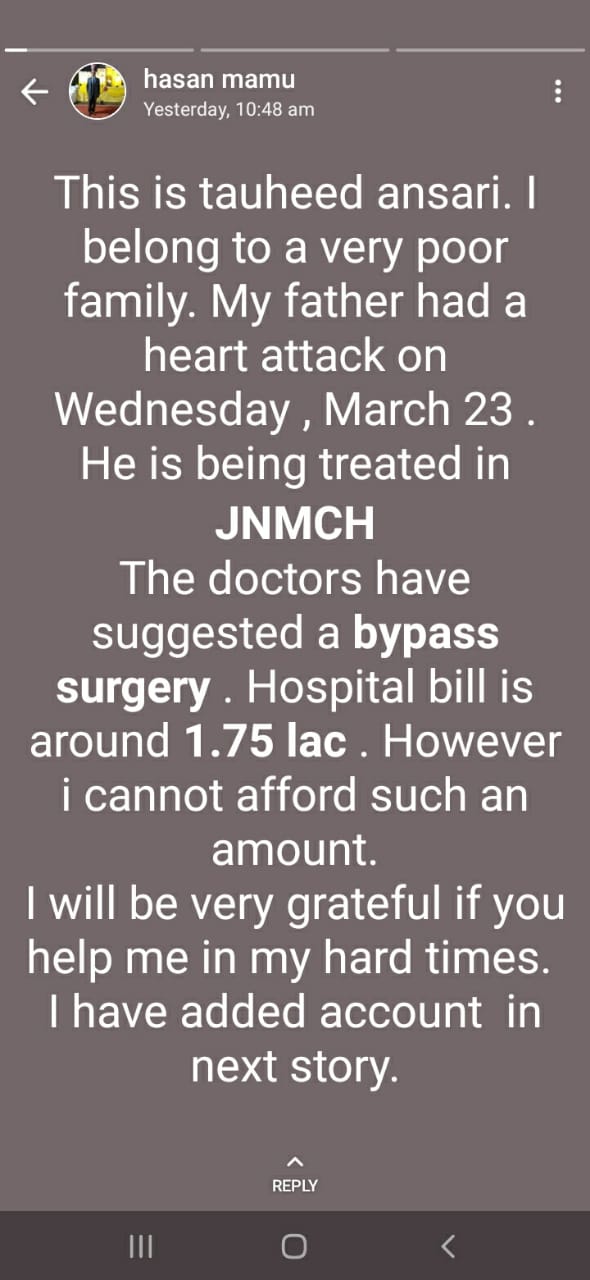 hasan mamu
Yesterday, 10:48 am
This is tauheed ansari. I
belong to a very poor
family. My father had a
heart attack on
Wednesday , March 23 .
He is being treated in
JNMCH
The doctors have
suggested a bypass
surgery . Hospital bill is
around 1.75 lac . However
i cannot afford such an
amount.
I will be very grateful if you
help me in my hard times.
I have added account  in
next story.
REPLY